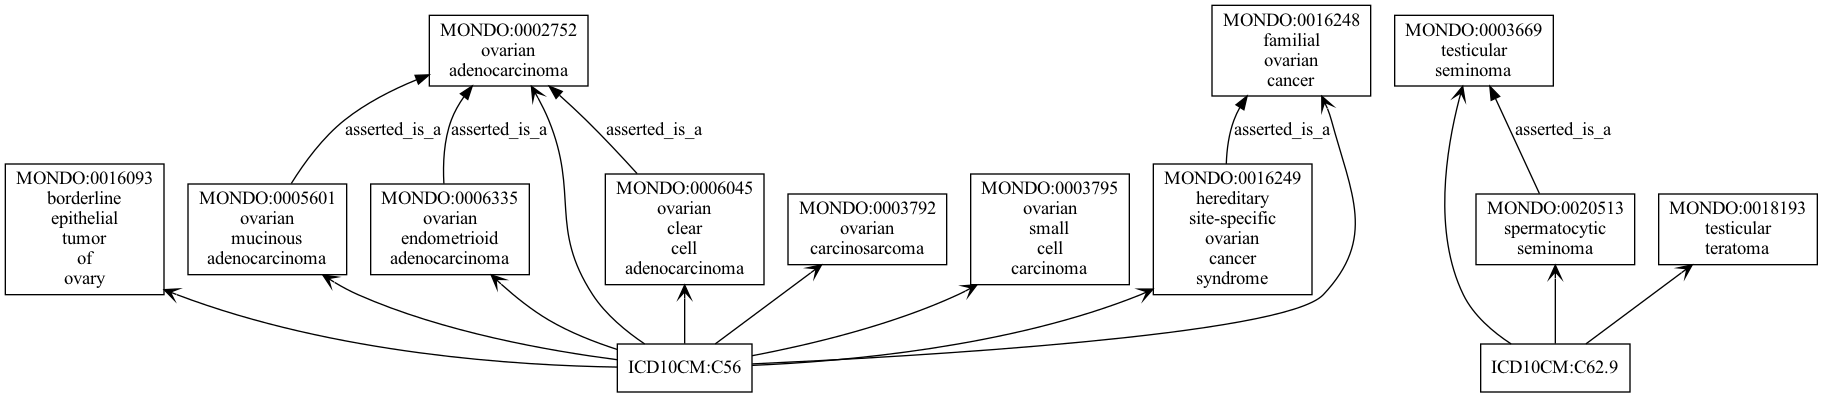 MONDO:0002752
ovarian
adenocarcinoma
MONDO:0016248
familial
ovarian
cancer
MONDO:0003669
testicular
seminoma
asserted_is_a
asserted_is_a
asserted_is_a
asserted_is_a
asserted_is_a
MONDO:0016093
borderline
epithelial
tumor
of
ovary
MONDO:0005601
ovarian
mucinous
adenocarcinoma
MONDO:0006335
ovarian
endometrioid
adenocarcinoma
MONDO:0006045
ovarian
clear
cell
adenocarcinoma
MONDO:0003792
ovarian
carcinosarcoma
MONDO:0003795
ovarian
small
cell
carcinoma
MONDO:0016249
hereditary
site-specific
ovarian
cancer
syndrome
MONDO:0020513
spermatocytic
seminoma
MONDO:0018193
testicular
teratoma
ICD10CM:C56
ICD10CM:C62.9